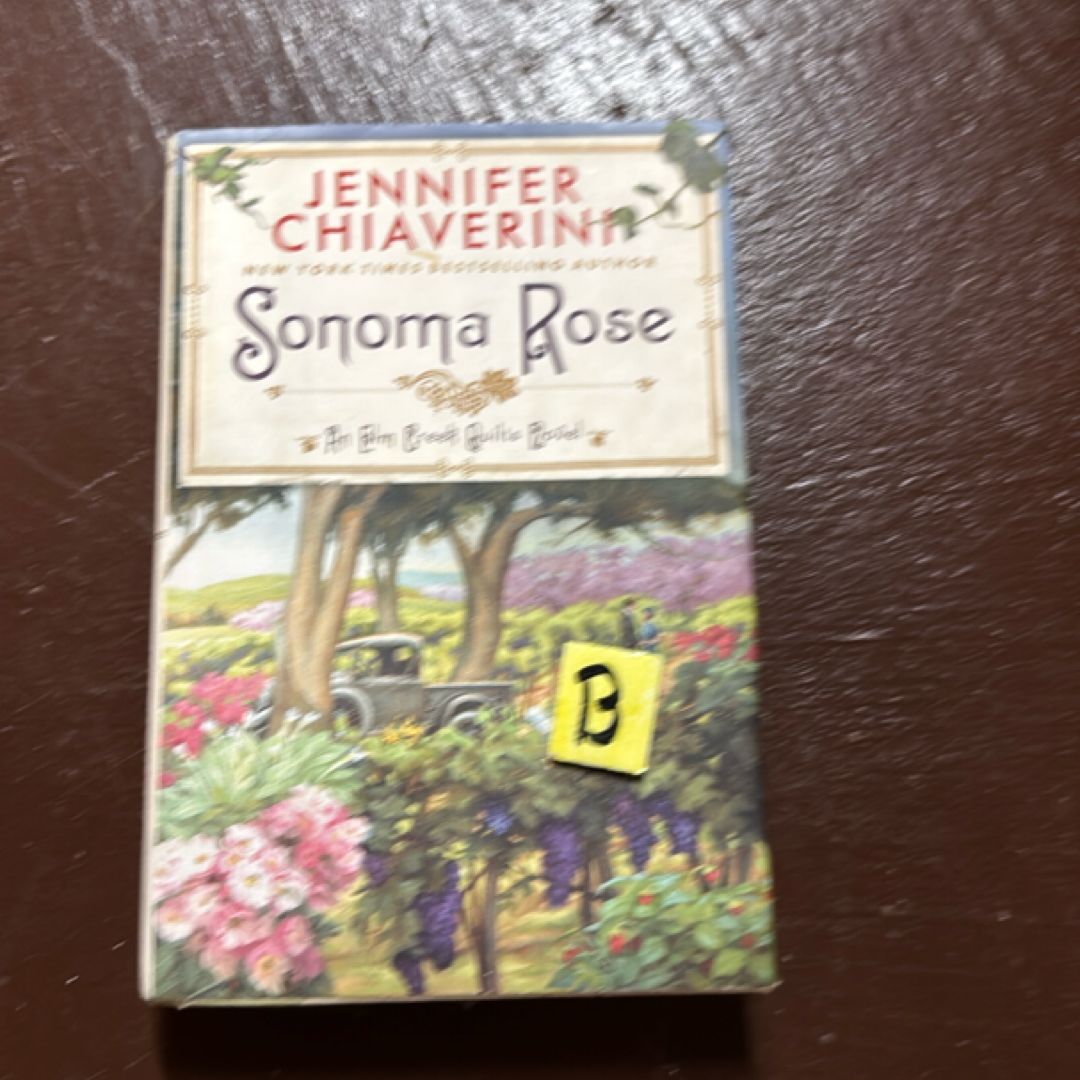 JENNIFER
CHIAVERINI
NEW YORK TIMES BESTSELLING AUTHOR
Sonoma Rose
An Elm Creek Quilts Novel
B